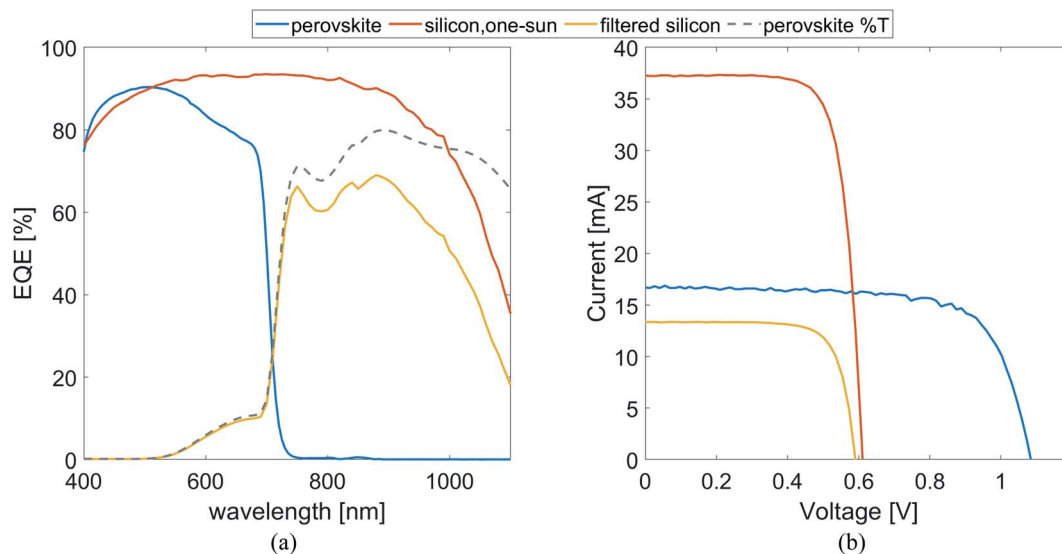 perovskite silicon,one-sun filtered silicon perovskite %T
100
80
60
40
20
0
EQE [%]
400 600 800 1000
wavelength [nm]
(a)
40
35
30
25
20
15
10
5
0
Current [mA]
0 0.2 0.4 0.6 0.8 1
Voltage [V]
(b)